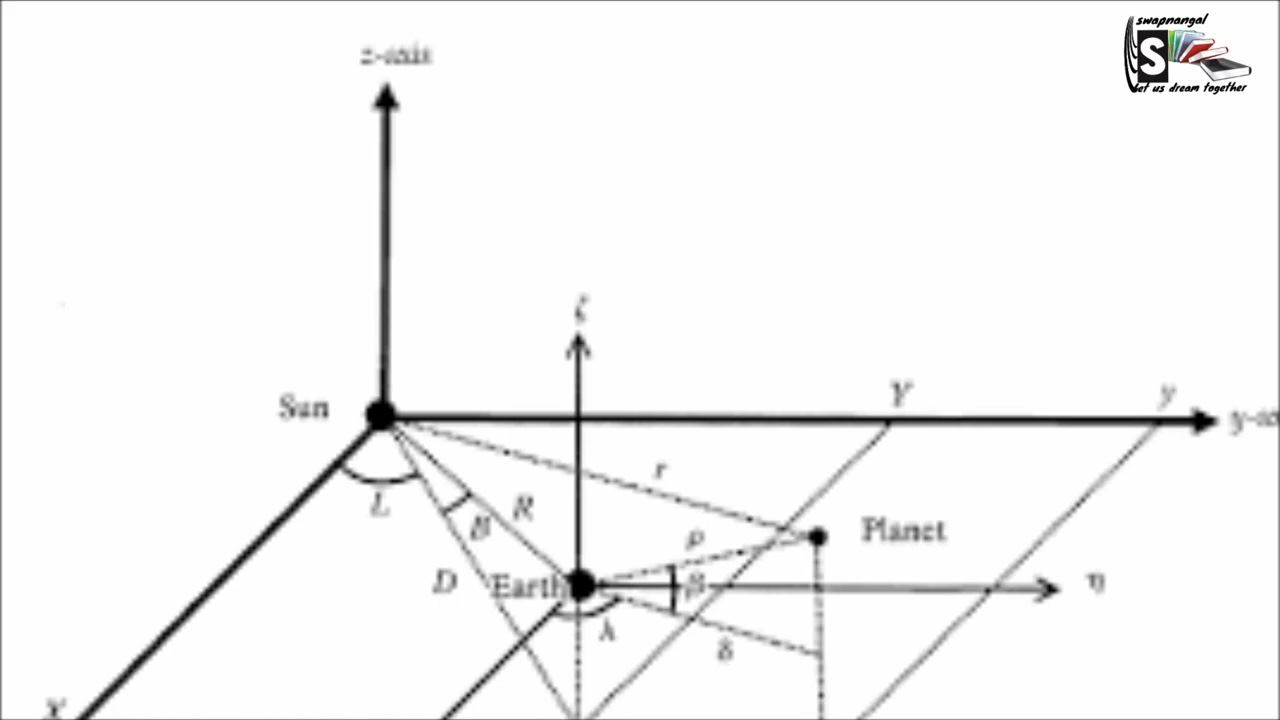 swapnangal
S
Let us dream together
z-axis
ζ
Sun
Y
y
r
L
R
B
Planet
ρ
D
Earth
β
η
λ
δ
X